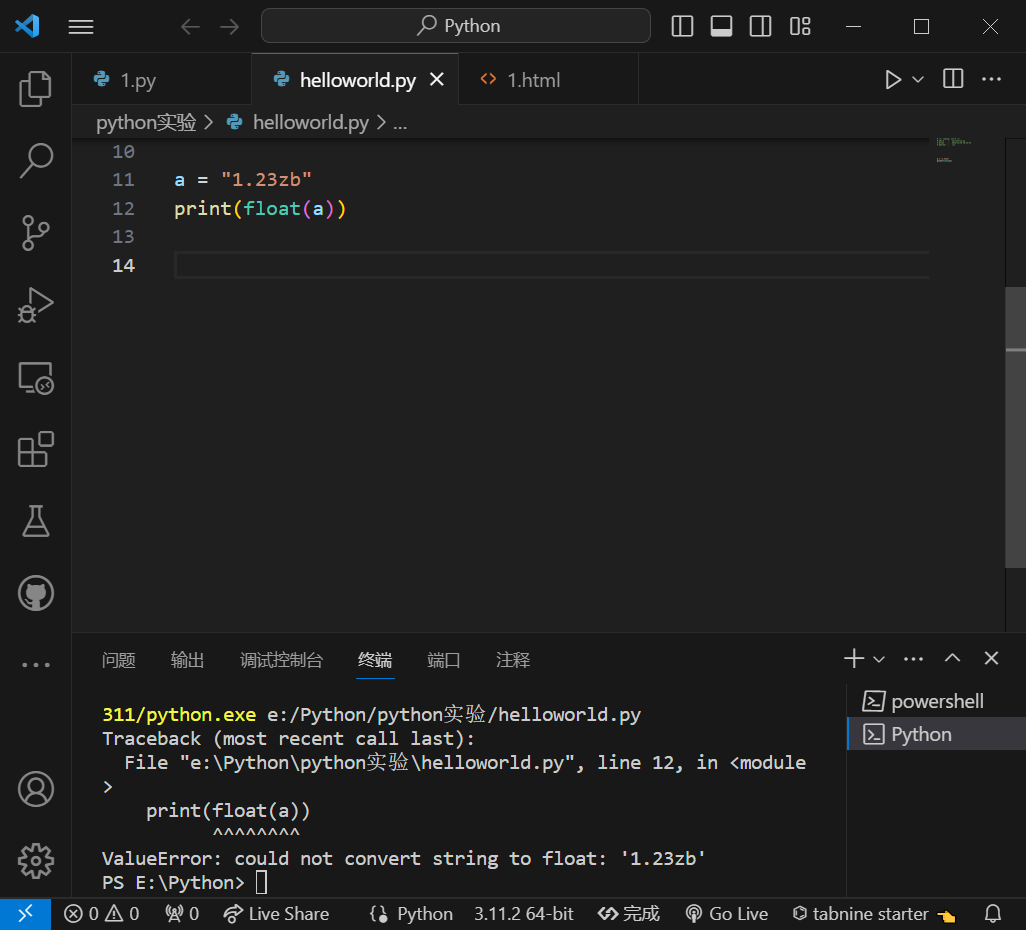 Python
1.py
helloworld.py
1.html
python实验 > helloworld.py > ...
10
11 a = "1.23zb"
12 print(float(a))
13
14
问题 输出 调试控制台 终端 端口 注释
311/python.exe e:/Python/python实验/helloworld.py
Traceback (most recent call last):
File "e:\Python\python实验\helloworld.py", line 12, in <module
>
print(float(a))
^^^^^^^^
ValueError: could not convert string to float: '1.23zb'
PS E:\Python>
powershell
Python
0 0 0 Live Share Python 3.11.2 64-bit 完成 Go Live tabnine starter